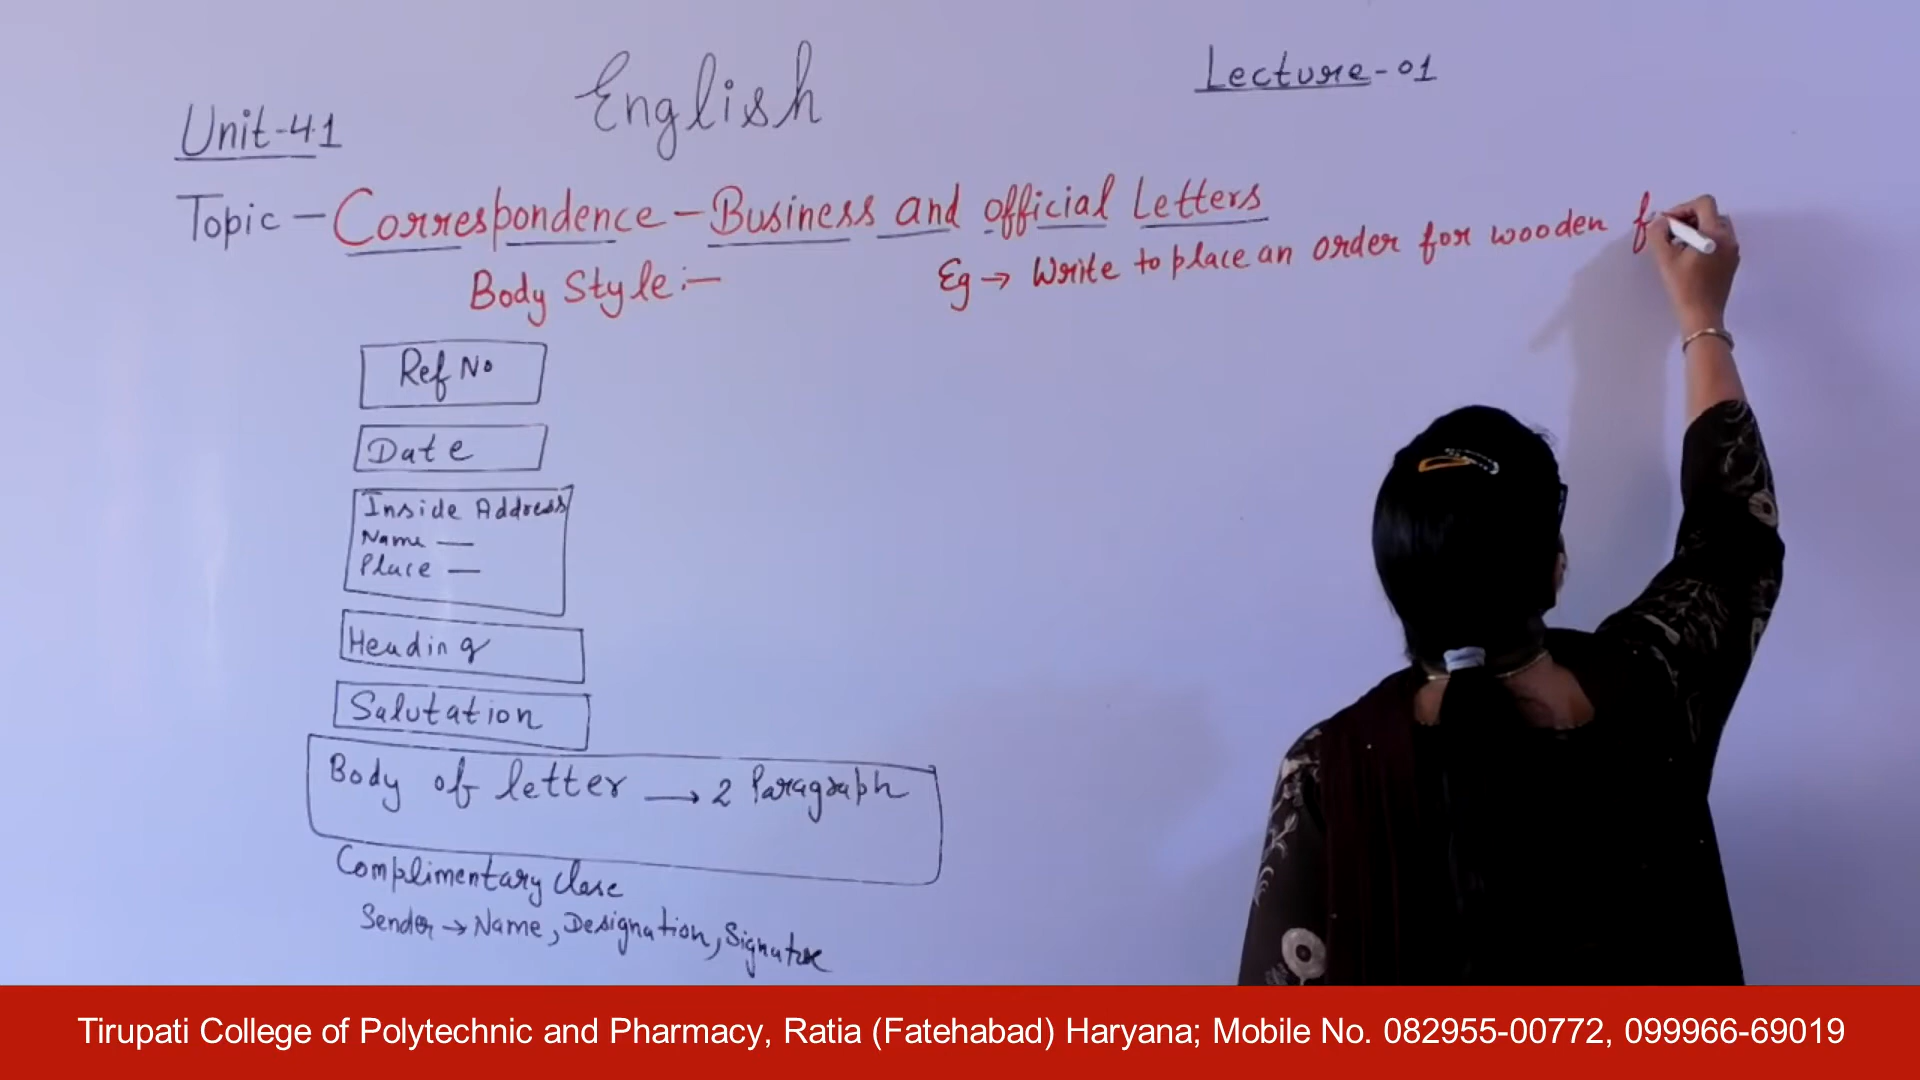 English
Lecture-01
Unit-4.1
Topic - Correspondence - Business and official Letters
Body Style :-
Eg → Write to place an order for wooden f
Ref No
Date
Inside Address
Name —
Place —
Heading
Salutation
Body of letter → 2 Paragraph
Complimentary close
Sender → Name, Designation, Signature
Tirupati College of Polytechnic and Pharmacy, Ratia (Fatehabad) Haryana; Mobile No. 082955-00772, 099966-69019